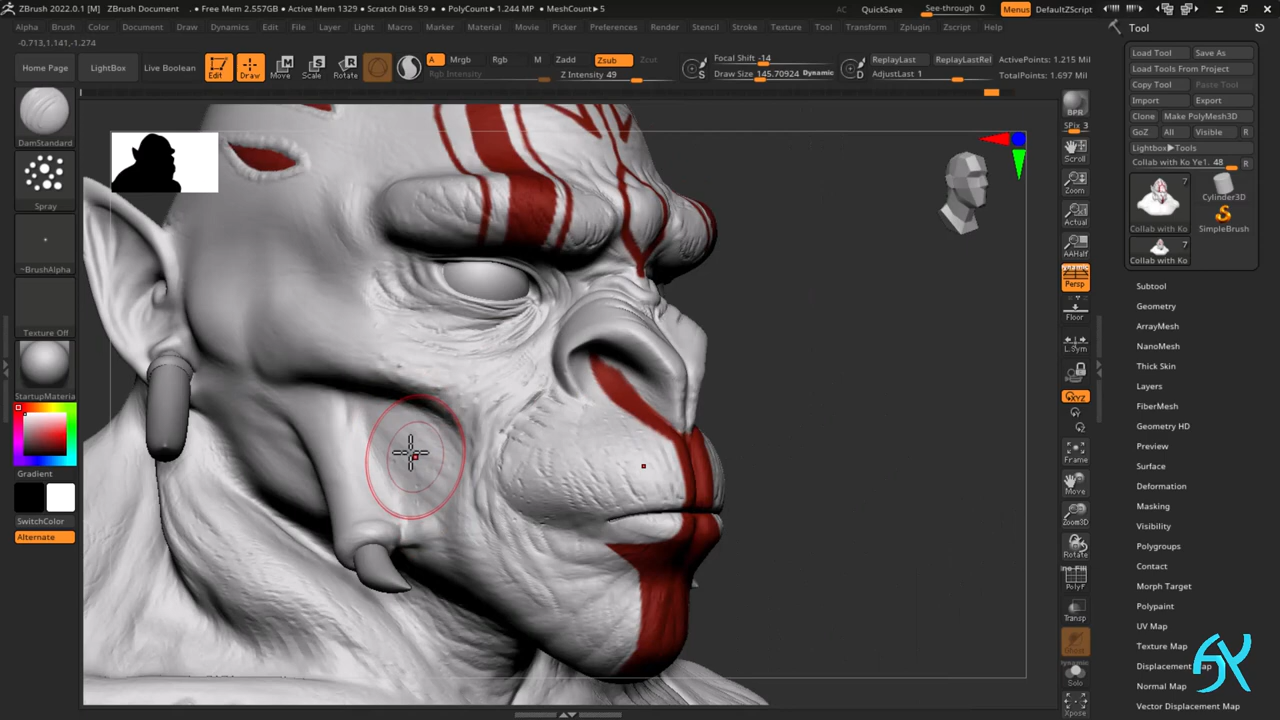 ZBrush 2022.0.1 [M]   ZBrush Document   . ● Free Mem 2.557GB ● Active Mem 1329 ● Scratch Disk 59 ● PolyCount▸1.244 MP ● MeshCount▸5   AC   QuickSave   See-through 0   Menus   DefaultZScript
Alpha   Brush   Color   Document   Draw   Dynamics   Edit   File   Layer   Light   Macro   Marker   Material   Movie   Picker   Preferences   Render   Stencil   Stroke   Texture   Tool   Transform   Zplugin   Zscript   Help
-0.713,1.141,-1.274
Home Page   LightBox   Live Boolean   Edit   Draw   Move   Scale   Rotate
M   S   R
A   Mrgb   Rgb   M   Zadd   Zsub   Zcut
Rgb Intensity   Z Intensity 49
S   Focal Shift -14
Draw Size 145.70924   Dynamic
D   ReplayLast   ReplayLastRel
AdjustLast 1
ActivePoints: 1.215 Mil
TotalPoints: 1.697 Mil
DamStandard
Spray
~BrushAlpha
Texture Off
StartupMateria
Gradient
SwitchColor
Alternate
BPR
SPix 3
Scroll
Zoom
Actual
AAHalf
Dynamic
Persp
Floor
L.Sym
XYZ
Y
Z
Frame
Move
Zoom3D
Rotate
Line Fill
PolyF
Transp
Ghost
Dynamic
Solo
Xpose
Tool
Load Tool   Save As
Load Tools From Project
Copy Tool   Paste Tool
Import   Export
Clone   Make PolyMesh3D
GoZ   All   Visible   R
Lightbox▸Tools
Collab with Ko Ye1. 48   R
7
Collab with Ko
Cylinder3D
SimpleBrush
7
Collab with Ko
Subtool
Geometry
ArrayMesh
NanoMesh
Thick Skin
Layers
FiberMesh
Geometry HD
Preview
Surface
Deformation
Masking
Visibility
Polygroups
Contact
Morph Target
Polypaint
UV Map
Texture Map
Displacement Map
Normal Map
Vector Displacement Map